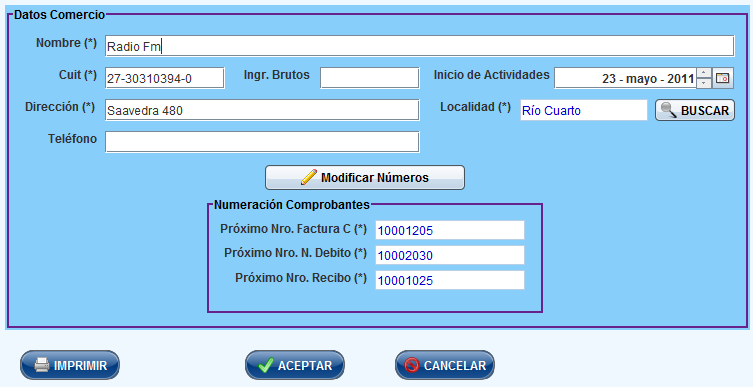 Datos Comercio
Nombre (*) Radio Fm
Cuit (*) 27-30310394-0 Ingr. Brutos Inicio de Actividades 23 - mayo - 2011
Dirección (*) Saavedra 480 Localidad (*) Río Cuarto BUSCAR
Teléfono
Modificar Números
Numeración Comprobantes
Próximo Nro. Factura C (*) 10001205
Próximo Nro. N. Debito (*) 10002030
Próximo Nro. Recibo (*) 10001025
IMPRIMIR ACEPTAR CANCELAR